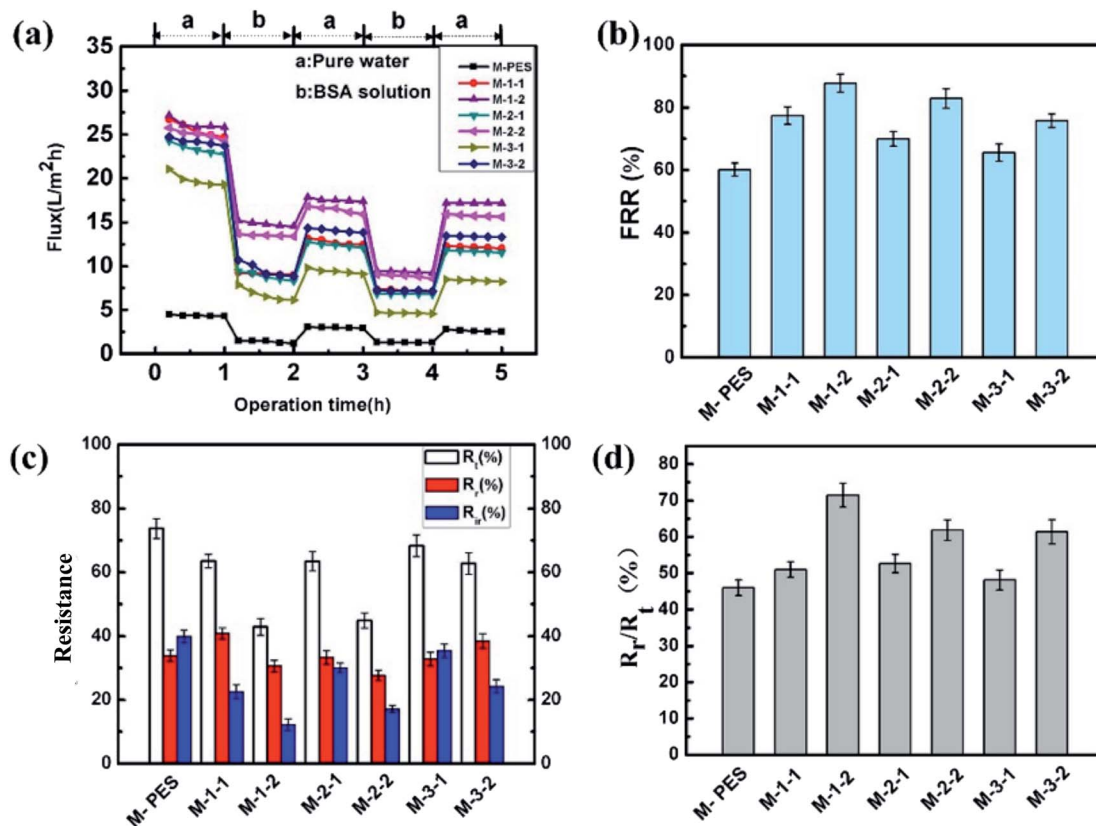 (a)
a b a b a
Flux(L/m²h)
35
30
25
20
15
10
5
0
a:Pure water
b:BSA solution
M-PES
M-1-1
M-1-2
M-2-1
M-2-2
M-3-1
M-3-2
0 1 2 3 4 5
Operation time(h)
(b)
FRR (%)
100
80
60
40
20
0
M- PES M-1-1 M-1-2 M-2-1 M-2-2 M-3-1 M-3-2
(c)
Resistance
100 100
80 80
60 60
40 40
20 20
0 0
Rt(%)
Rr(%)
Rir(%)
M- PES M-1-1 M-1-2 M-2-1 M-2-2 M-3-1 M-3-2
(d)
Rr/Rt (%)
80
70
60
50
40
30
20
10
0
M- PES M-1-1 M-1-2 M-2-1 M-2-2 M-3-1 M-3-2